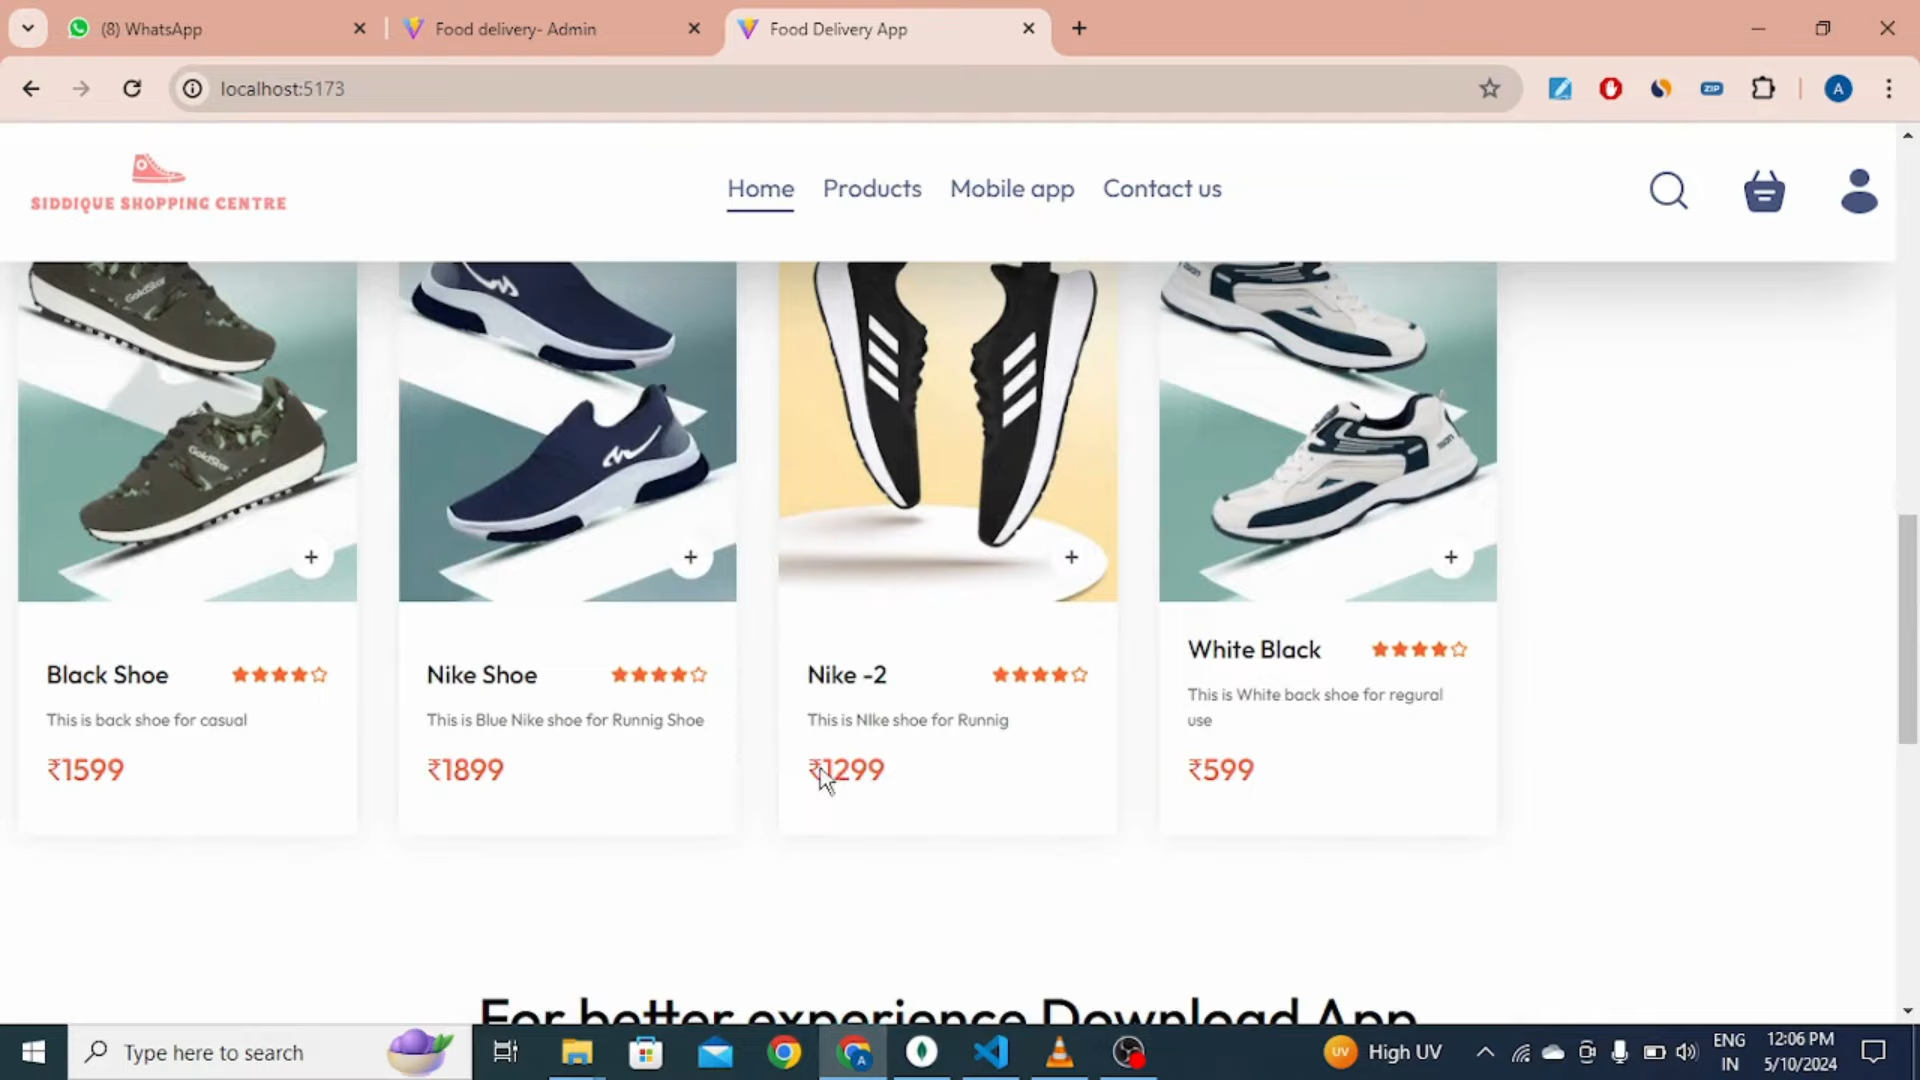 (8) WhatsApp
Food delivery- Admin
Food Delivery App
localhost:5173
ZIP
A
SIDDIQUE SHOPPING CENTRE
Home Products Mobile app Contact us
GoldStar
GoldStar
+ + + +
Black Shoe
This is back shoe for casual
₹1599
Nike Shoe
This is Blue Nike shoe for Runnig Shoe
₹1899
Nike -2
This is NIke shoe for Runnig
₹1299
White Black
This is White back shoe for regural
use
₹599
For better experience Download App
Type here to search
A
UV
High UV
ENG
IN
12:06 PM
5/10/2024